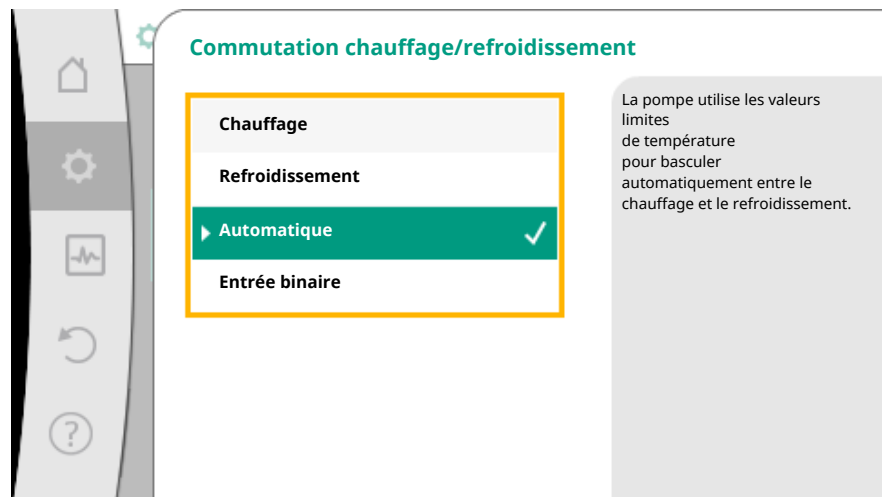 Commutation chauffage/refroidissement
Chauffage
Refroidissement
Automatique
Entrée binaire
La pompe utilise les valeurs
limites
de température
pour basculer
automatiquement entre le
chauffage et le refroidissement.
?